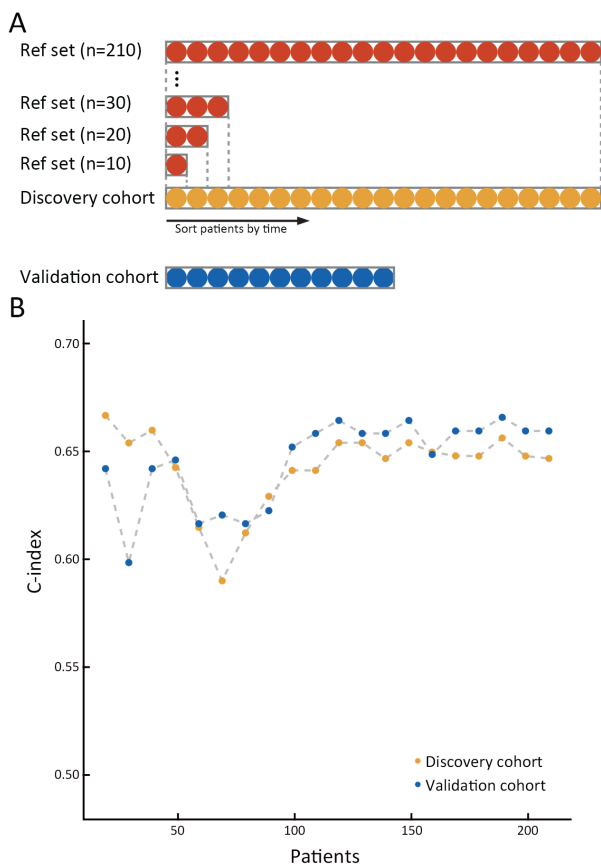 A
Ref set (n=210)
Ref set (n=30)
Ref set (n=20)
Ref set (n=10)
Discovery cohort
Sort patients by time
Validation cohort
B
0.70
0.65
0.60
0.55
0.50
C-index
Discovery cohort
Validation cohort
50
100
150
200
Patients